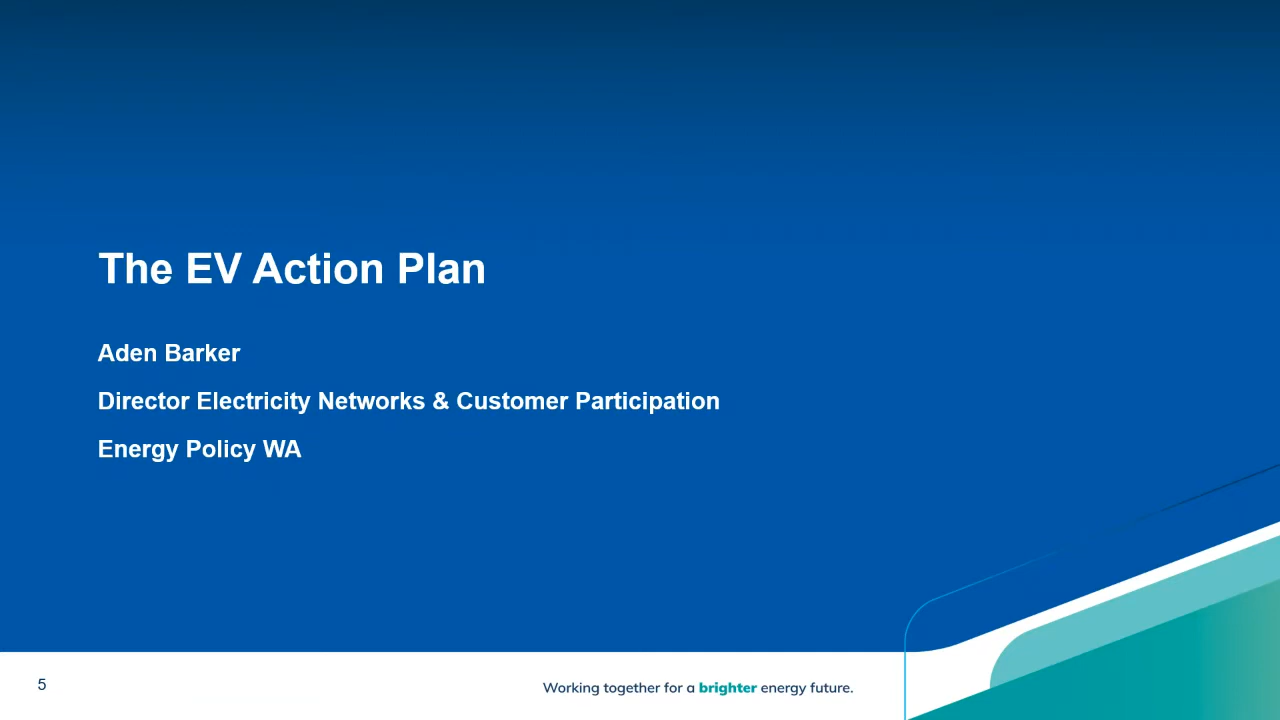 The EV Action Plan
Aden Barker
Director Electricity Networks & Customer Participation
Energy Policy WA
5
Working together for a brighter energy future.